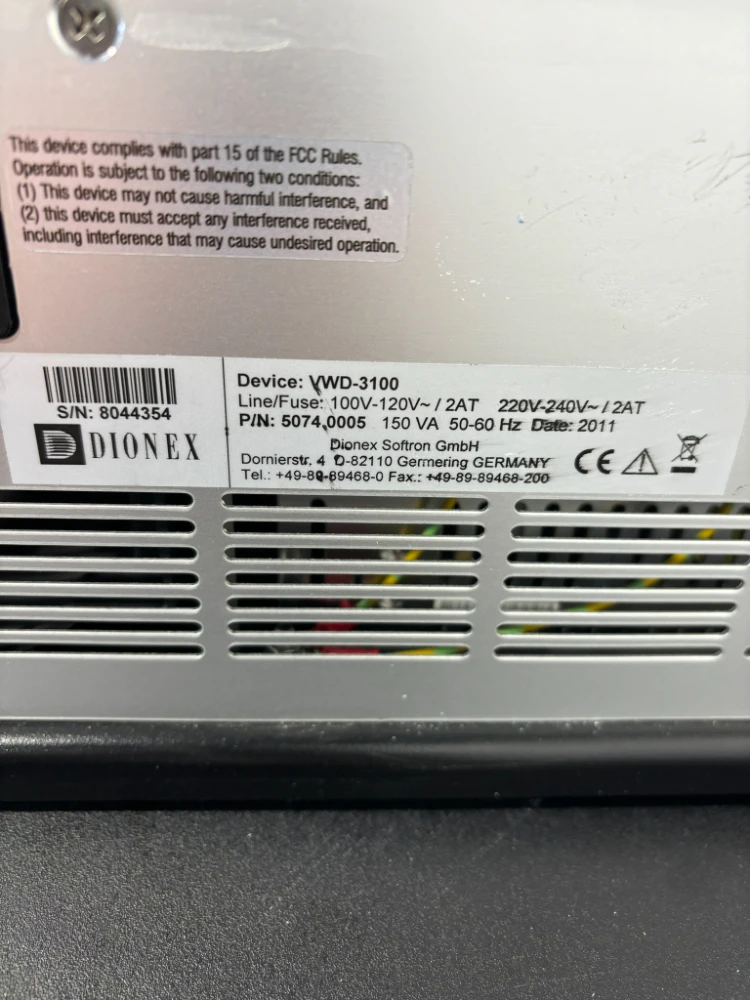 This device complies with part 15 of the FCC Rules.
Operation is subject to the following two conditions:
(1) This device may not cause harmful interference, and
(2) this device must accept any interference received,
including interference that may cause undesired operation.
S/N: 8044354
DIONEX
Device: VWD-3100
Line/Fuse: 100V-120V~ / 2AT 220V-240V~ / 2AT
P/N: 5074.0005 150 VA 50-60 Hz Date: 2011
Dionex Softron GmbH
Dornierstr. 4 D-82110 Germering GERMANY
Tel.: +49-89-89468-0 Fax.: +49-89-89468-200
CE